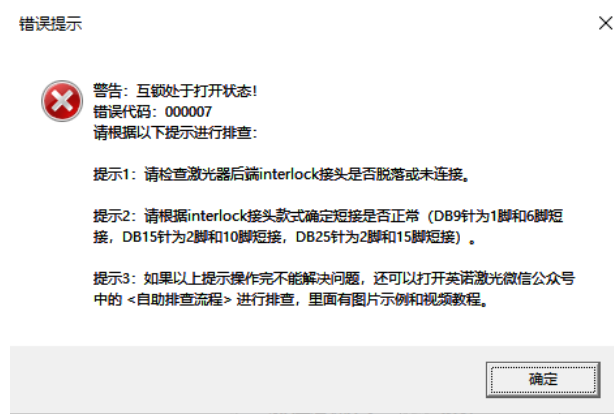 错误提示
警告：互锁处于打开状态！
错误代码：000007
请根据以下提示进行排查：
提示1：请检查激光器后端interlock接头是否脱落或未连接。
提示2：请根据interlock接头款式确定短接是否正常（DB9针为1脚和6脚短
接，DB15针为2脚和10脚短接，DB25针为2脚和15脚短接）。
提示3：如果以上提示操作完不能解决问题，还可以打开英诺激光微信公众号
中的 <自助排查流程> 进行排查，里面有图片示例和视频教程。
确定